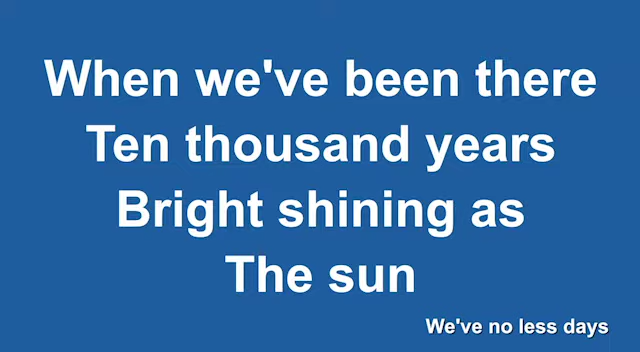 When we've been there
Ten thousand years
Bright shining as
The sun
We've no less days